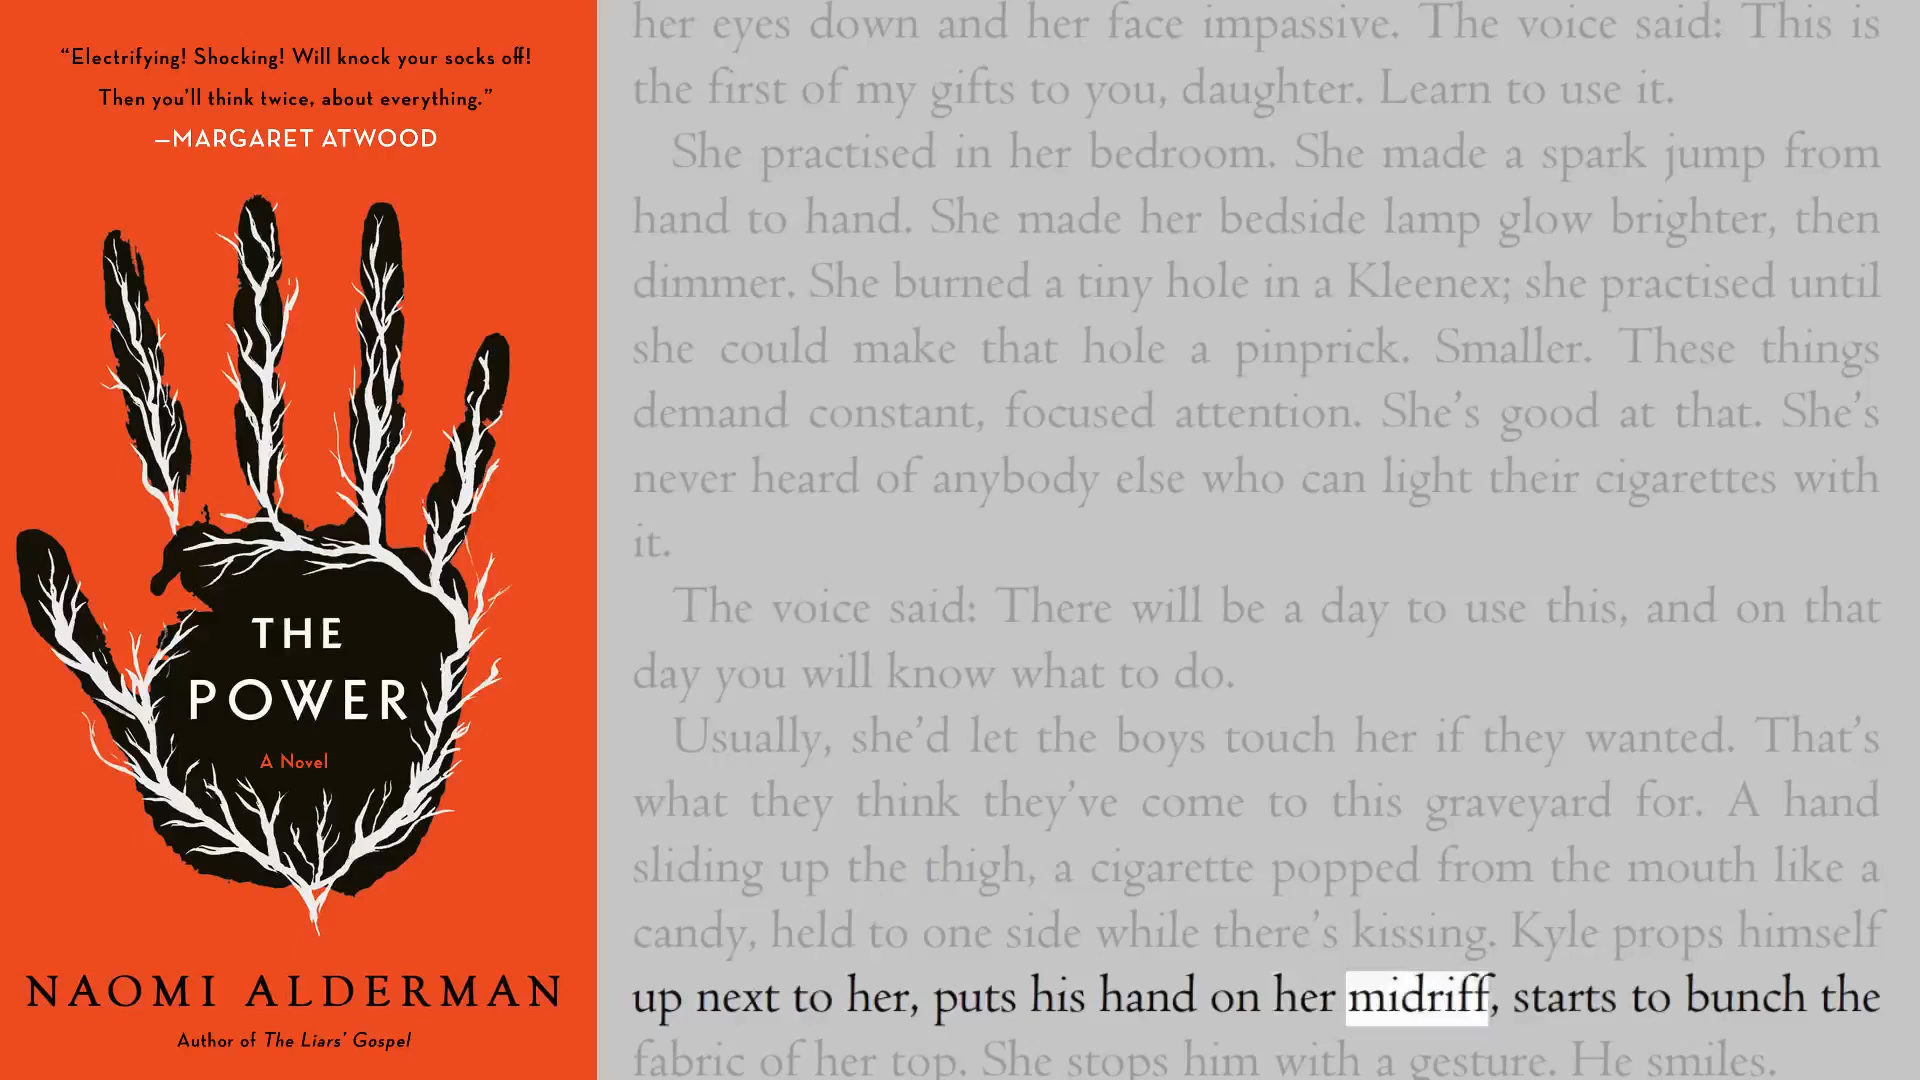 “Electrifying! Shocking! Will knock your socks off!
Then you’ll think twice, about everything.”
—MARGARET ATWOOD
THE
POWER
A Novel
NAOMI ALDERMAN
Author of The Liars’ Gospel
her eyes down and her face impassive. The voice said: This is
the first of my gifts to you, daughter. Learn to use it.
She practised in her bedroom. She made a spark jump from
hand to hand. She made her bedside lamp glow brighter, then
dimmer. She burned a tiny hole in a Kleenex; she practised until
she could make that hole a pinprick. Smaller. These things
demand constant, focused attention. She’s good at that. She’s
never heard of anybody else who can light their cigarettes with
it.
The voice said: There will be a day to use this, and on that
day you will know what to do.
Usually, she’d let the boys touch her if they wanted. That’s
what they think they’ve come to this graveyard for. A hand
sliding up the thigh, a cigarette popped from the mouth like a
candy, held to one side while there’s kissing. Kyle props himself
up next to her, puts his hand on her midriff, starts to bunch the
fabric of her top. She stops him with a gesture. He smiles.